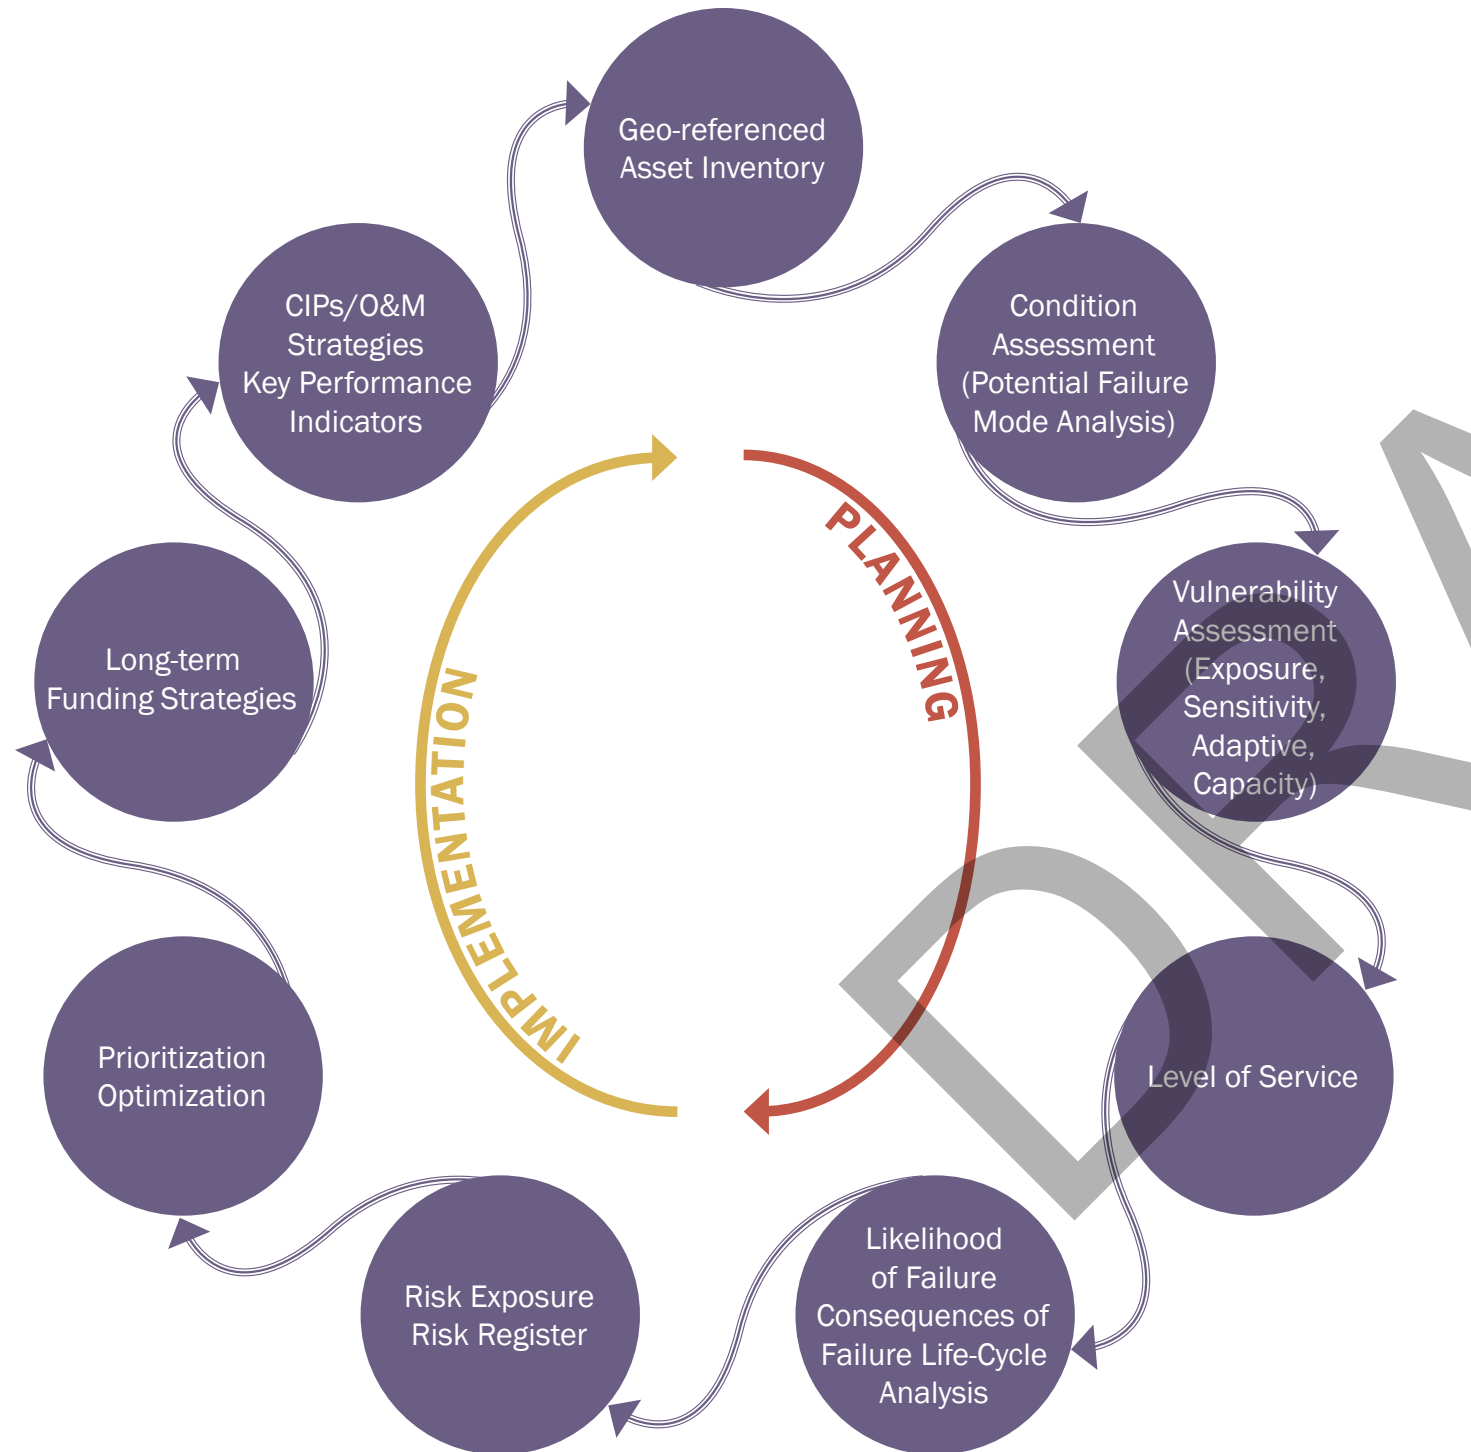 Geo-referenced
Asset Inventory
Condition
Assessment
(Potential Failure
Mode Analysis)
Vulnerability
Assessment
(Exposure,
Sensitivity,
Adaptive,
Capacity)
Level of Service
Likelihood
of Failure
Consequences of
Failure Life-Cycle
Analysis
Risk Exposure
Risk Register
Prioritization
Optimization
Long-term
Funding Strategies
CIPs/O&M
Strategies
Key Performance
Indicators
PLANNING
IMPLEMENTATION